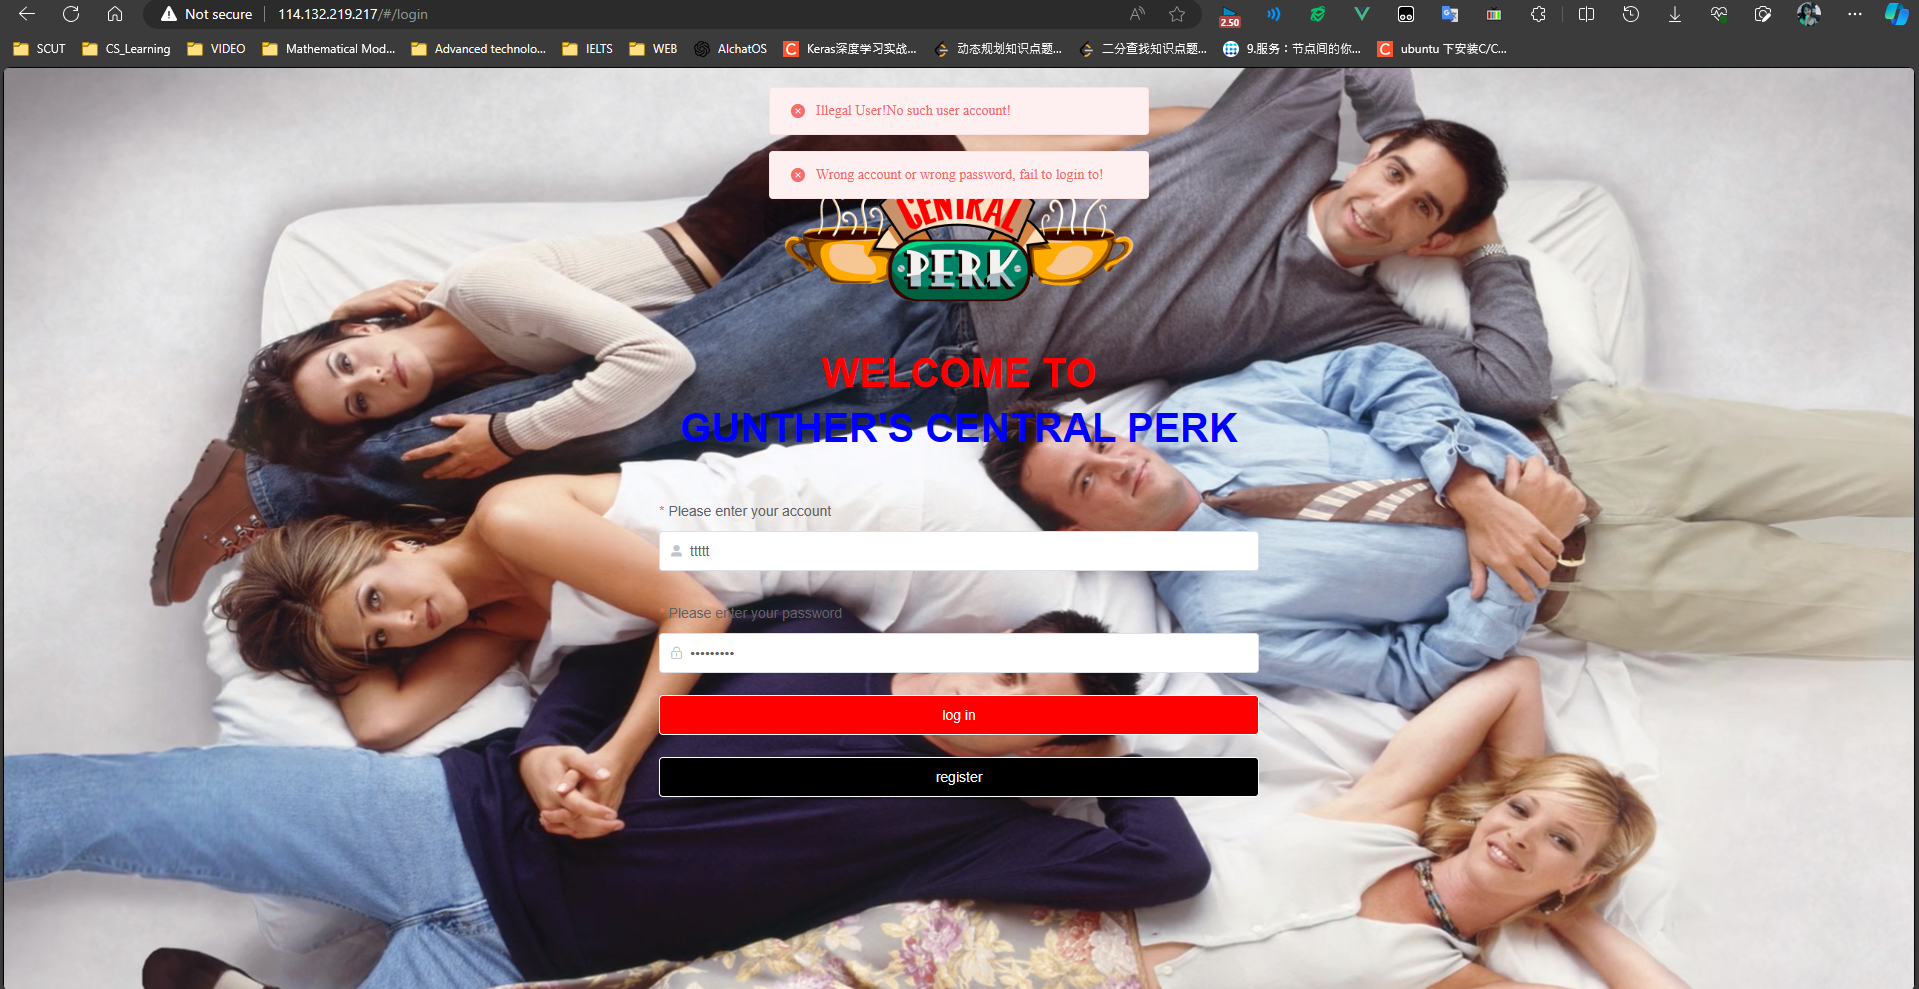 Not secure
114.132.219.217/#/login
2.50
SCUT
CS_Learning
VIDEO
Mathematical Mod...
Advanced technolo...
IELTS
WEB
AIchatOS
Keras深度学习实战...
动态规划知识点题...
二分查找知识点题...
9.服务：节点间的你...
ubuntu 下安装C/C...
Illegal User!No such user account!
Wrong account or wrong password, fail to login to!
CENTRAL
PERK
WELCOME TO
GUNTHER'S CENTRAL PERK
* Please enter your account
ttttt
* Please enter your password
•••••••••
log in
register